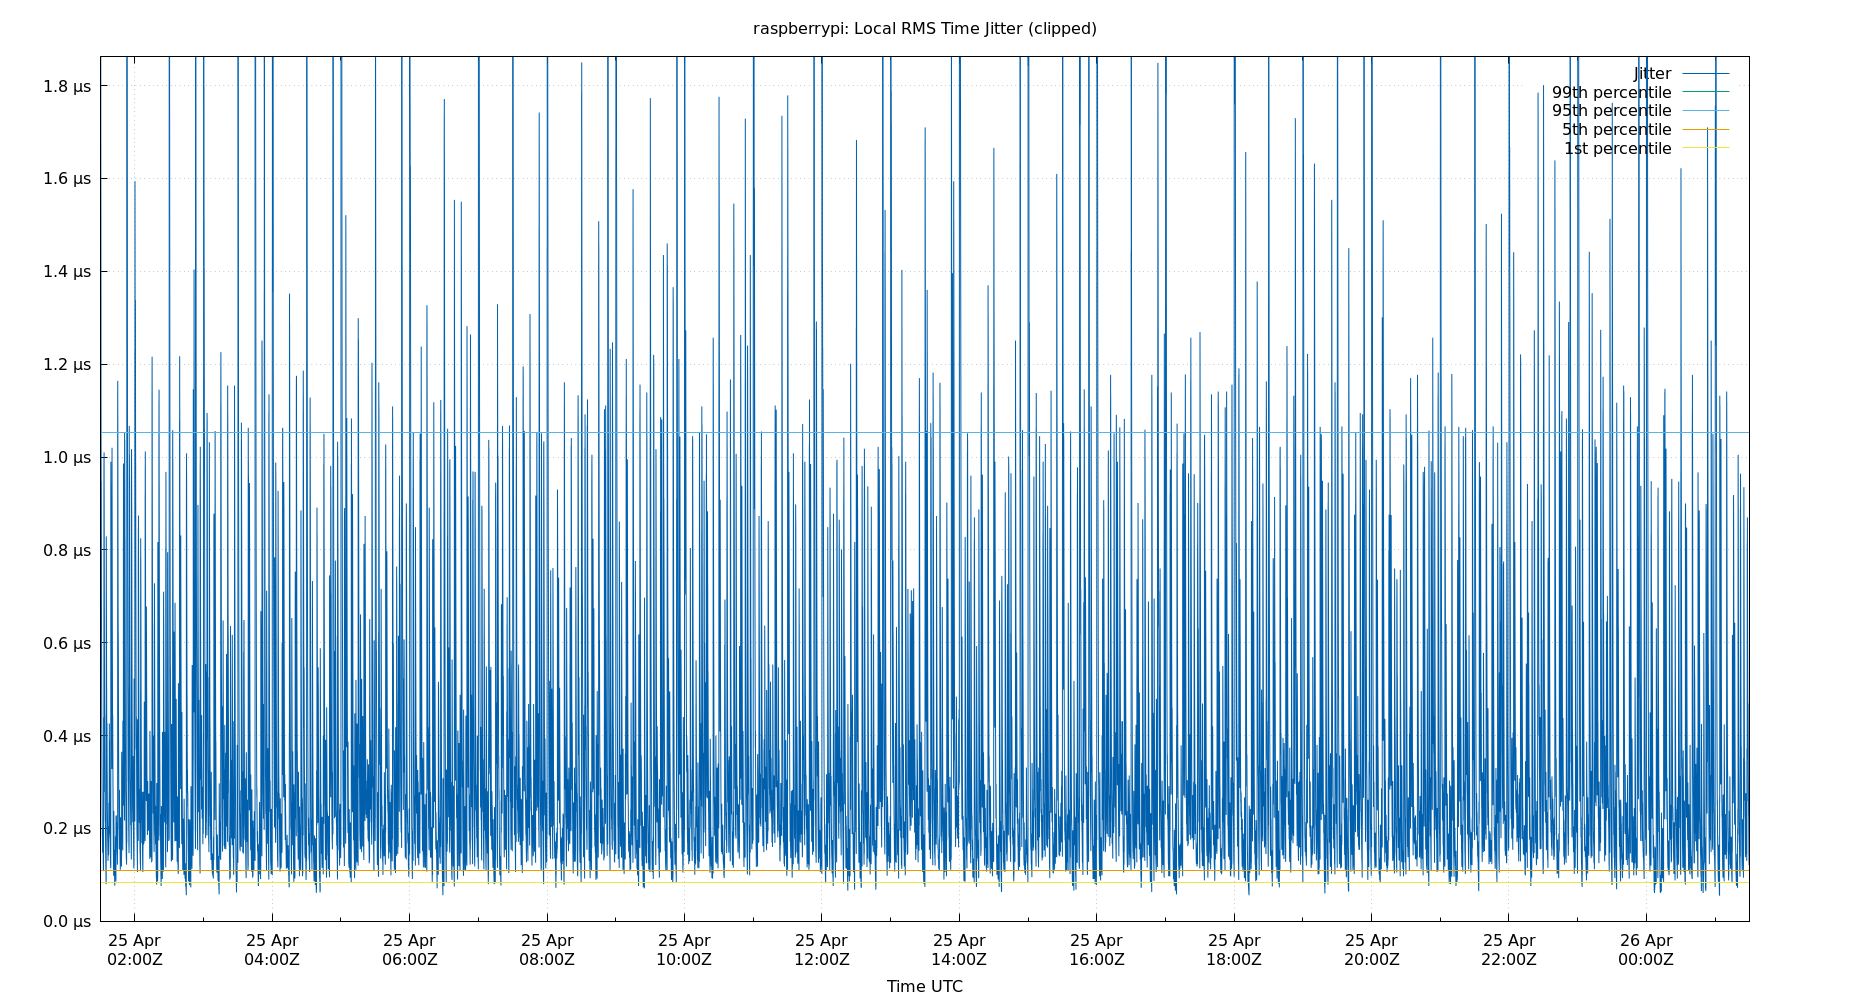 raspberrypi: Local RMS Time Jitter (clipped)
Jitter
99th percentile
95th percentile
5th percentile
1st percentile
1.8 µs
1.6 µs
1.4 µs
1.2 µs
1.0 µs
0.8 µs
0.6 µs
0.4 µs
0.2 µs
0.0 µs
25 Apr 25 Apr 25 Apr 25 Apr 25 Apr 25 Apr 25 Apr 25 Apr 25 Apr 25 Apr 25 Apr 26 Apr
02:00Z 04:00Z 06:00Z 08:00Z 10:00Z 12:00Z 14:00Z 16:00Z 18:00Z 20:00Z 22:00Z 00:00Z
Time UTC